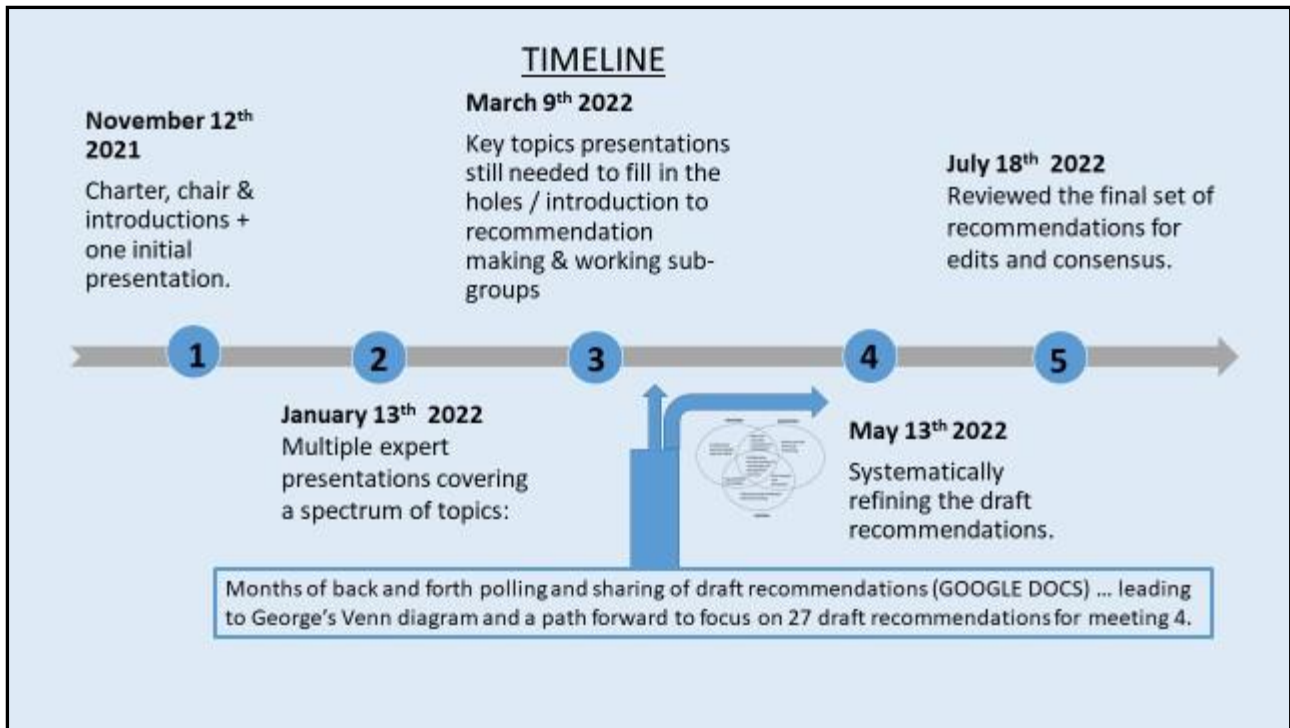 TIMELINE
November 12th
2021
Charter, chair &
introductions +
one initial
presentation.
March 9th 2022
Key topics presentations
still needed to fill in the
holes / introduction to
recommendation
making & working sub-
groups
July 18th 2022
Reviewed the final set of
recommendations for
edits and consensus.
1
2
3
4
5
January 13th 2022
Multiple expert
presentations covering
a spectrum of topics:
May 13th 2022
Systematically
refining the draft
recommendations.
Months of back and forth polling and sharing of draft recommendations (GOOGLE DOCS) ... leading
to George's Venn diagram and a path forward to focus on 27 draft recommendations for meeting 4.